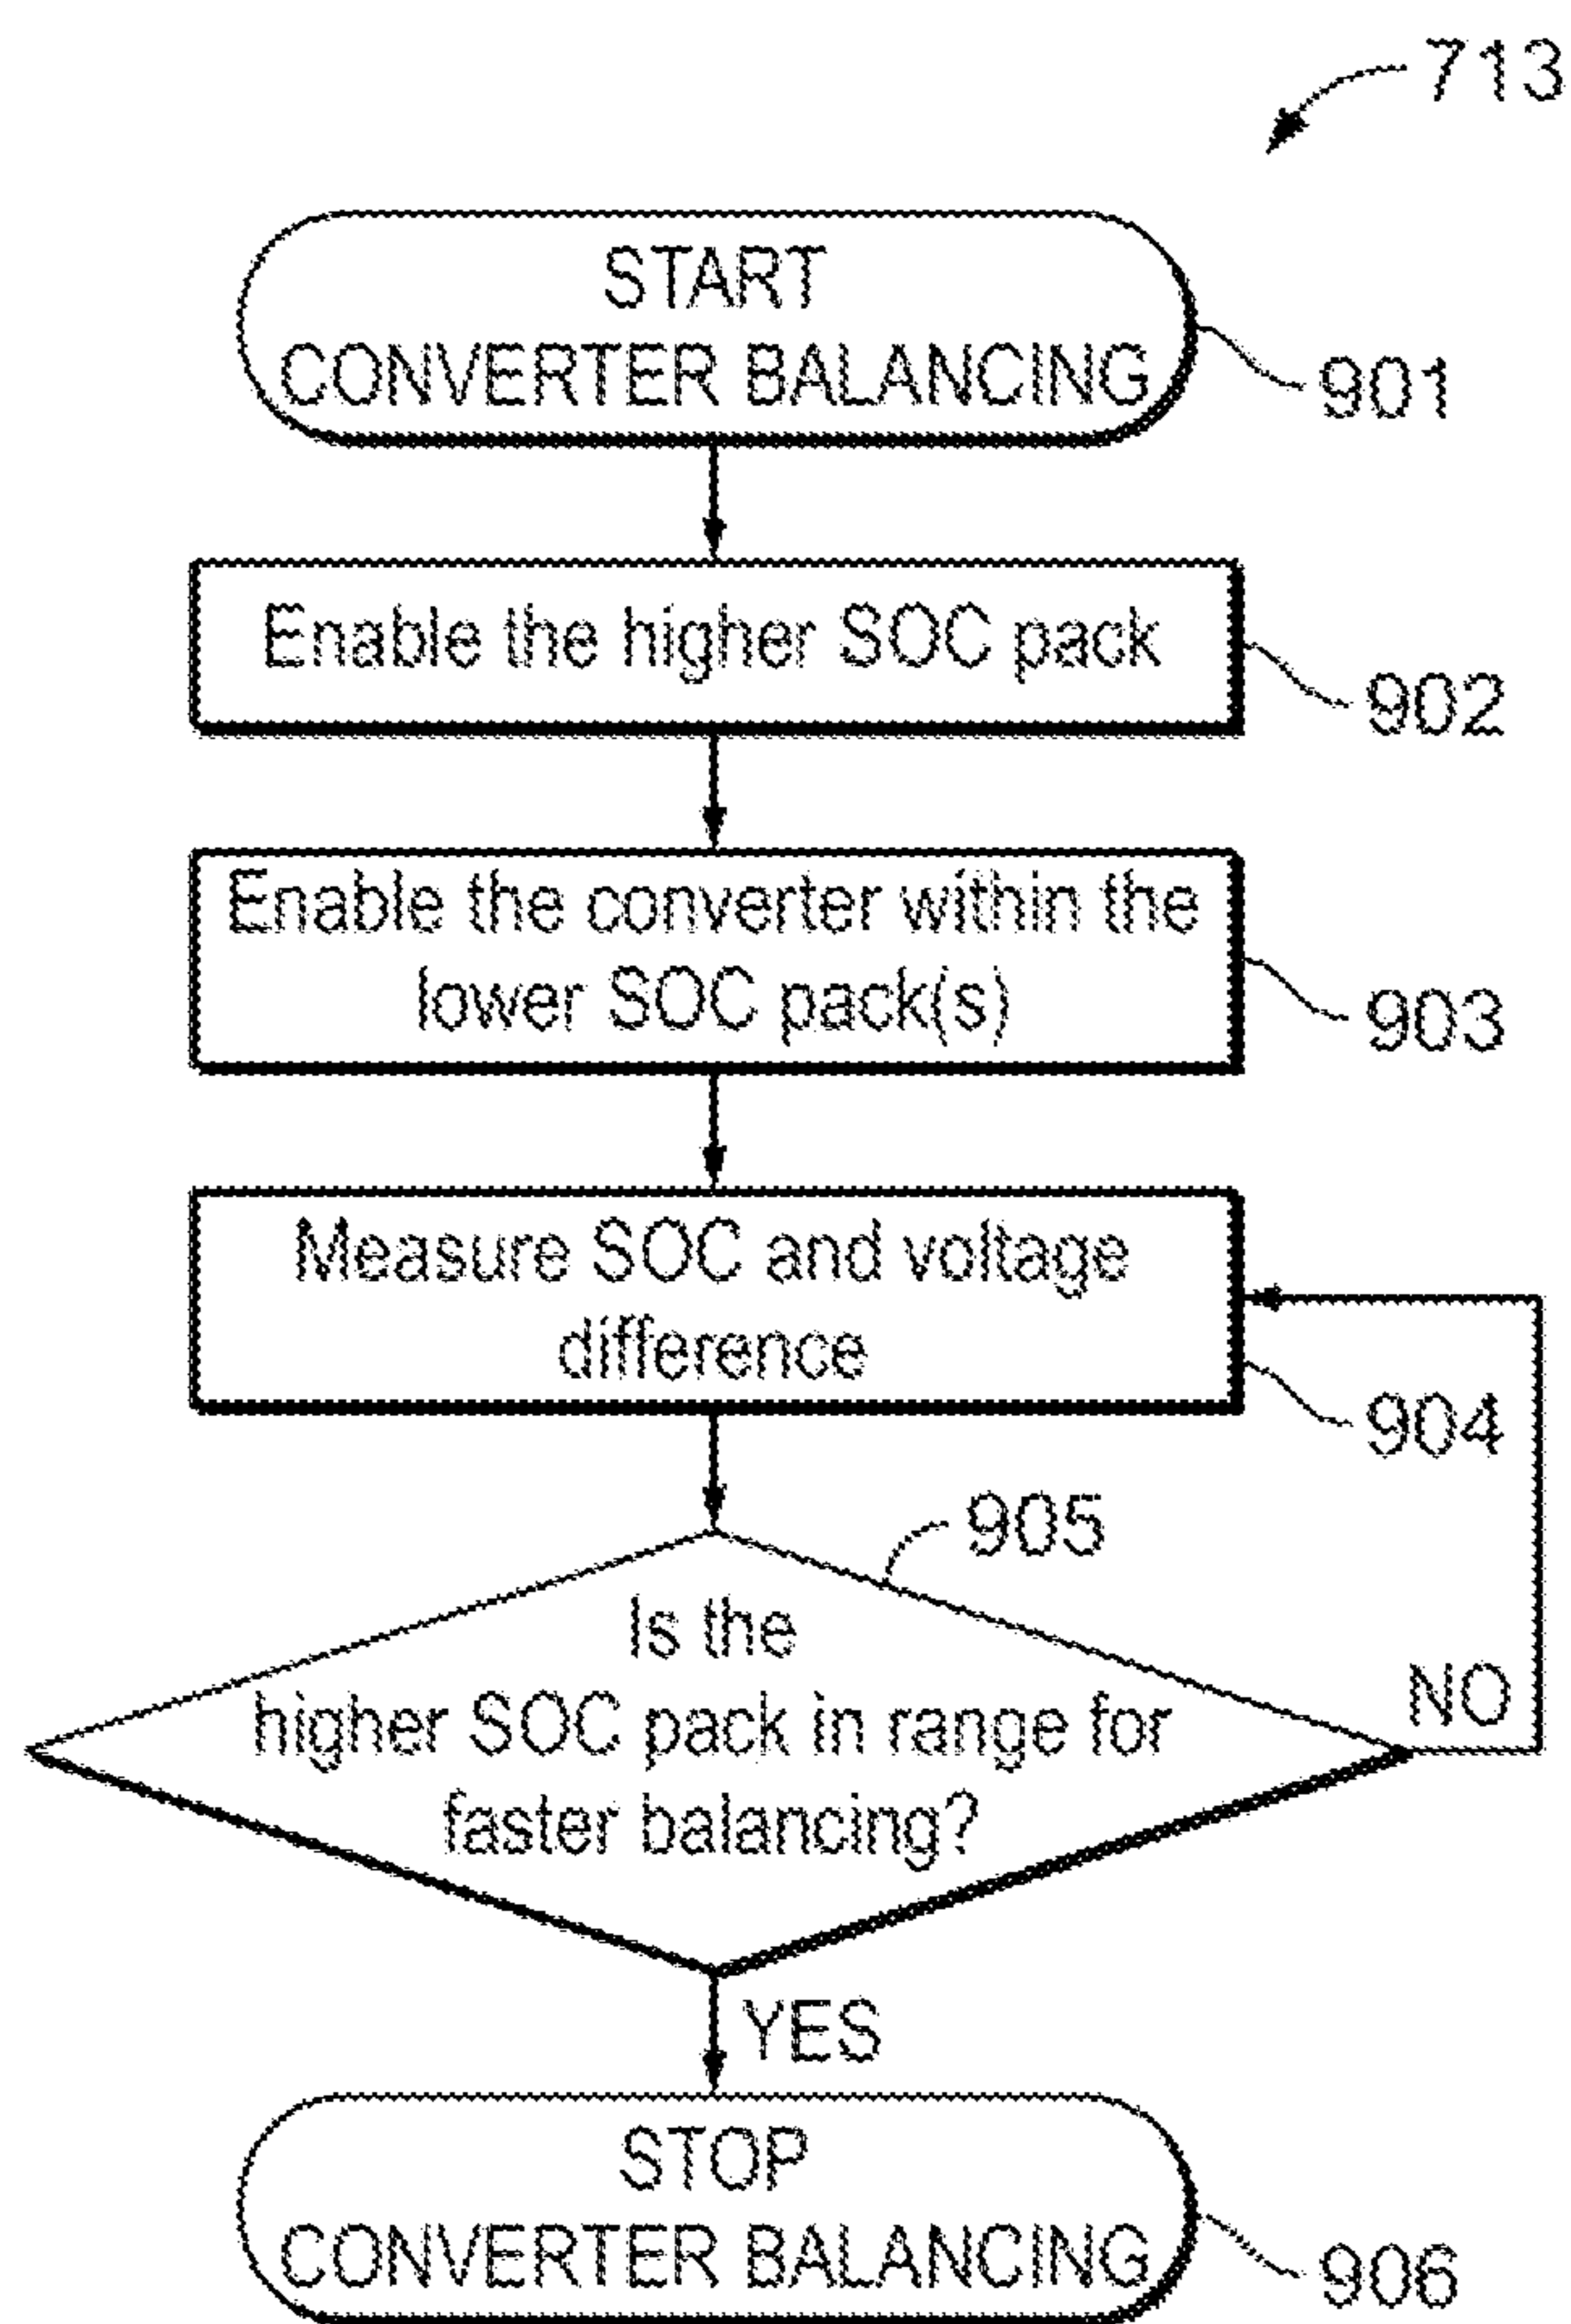 713
START
CONVERTER BALANCING
901
Enable the higher SOC pack
902
Enable the converter within the
lower SOC pack(s)
903
Measure SOC and voltage
difference
904
905
Is the
higher SOC pack in range for
faster balancing?
NO
YES
STOP
CONVERTER BALANCING
906